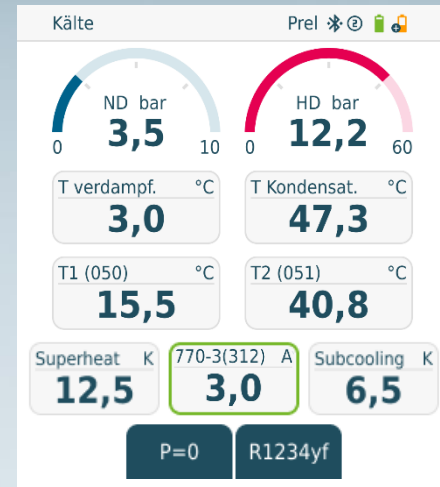 Kälte Prel 2
ND bar HD bar
3,5 12,2
0 10 0 60
T verdampf. °C T Kondensat. °C
3,0 47,3
T1 (050) °C T2 (051) °C
15,5 40,8
Superheat K 770-3(312) A Subcooling K
12,5 3,0 6,5
P=0 R1234yf